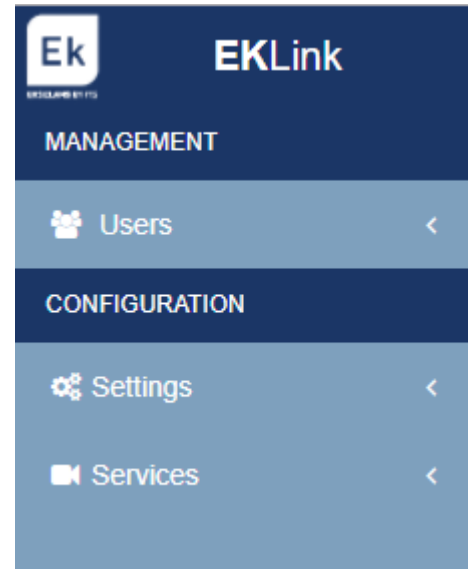 Ek
EKLink
MANAGEMENT
Users
CONFIGURATION
Settings
Services